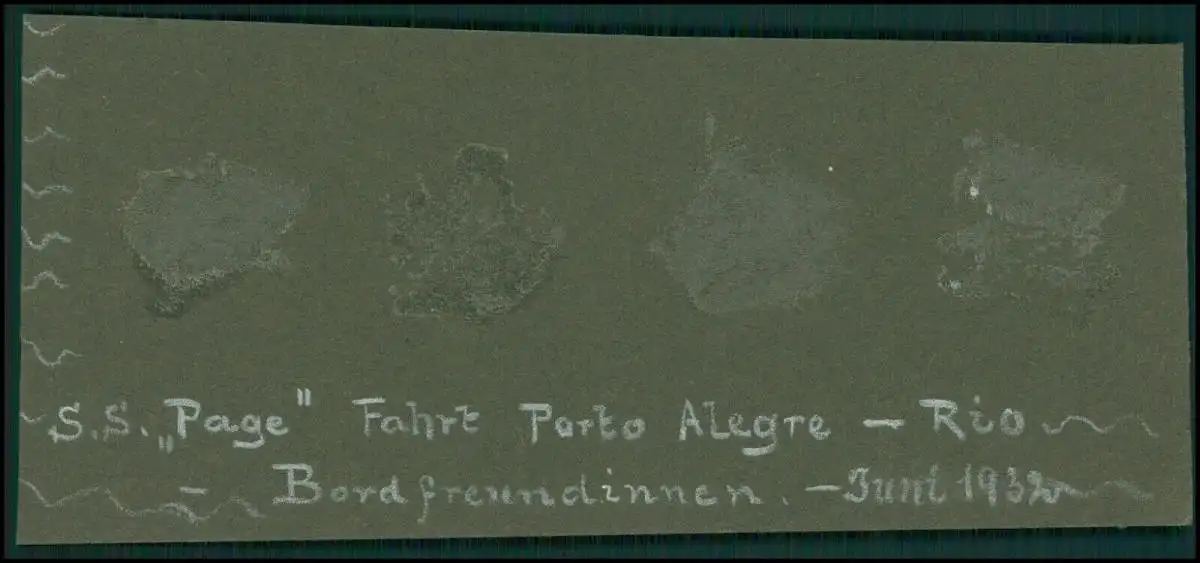 S.S. „Page" Fahrt Porto Alegre — Rio
- Bordfreundinnen. - Juni 1932